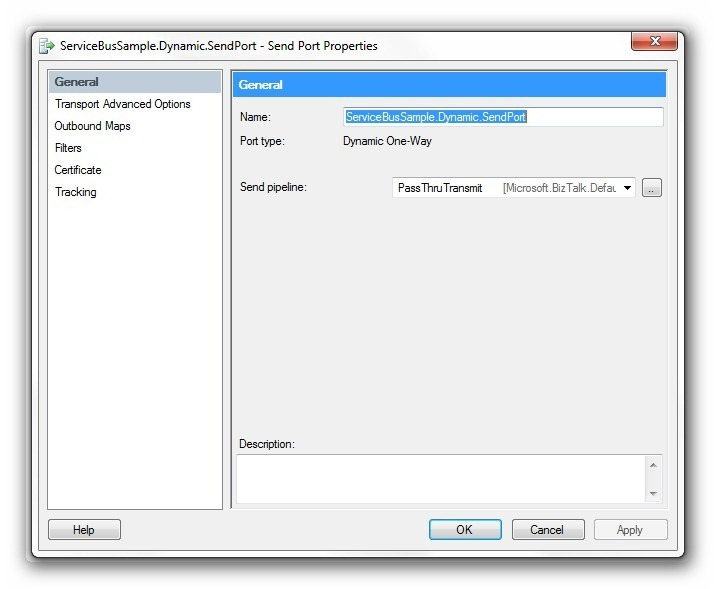 ServiceBusSample.Dynamic.SendPort - Send Port Properties
General
Transport Advanced Options
Outbound Maps
Filters
Certificate
Tracking
General
Name: ServiceBusSample.Dynamic.SendPort
Port type: Dynamic One-Way
Send pipeline: PassThruTransmit [Microsoft.BizTalk.Defau ..
Description:
Help OK Cancel Apply